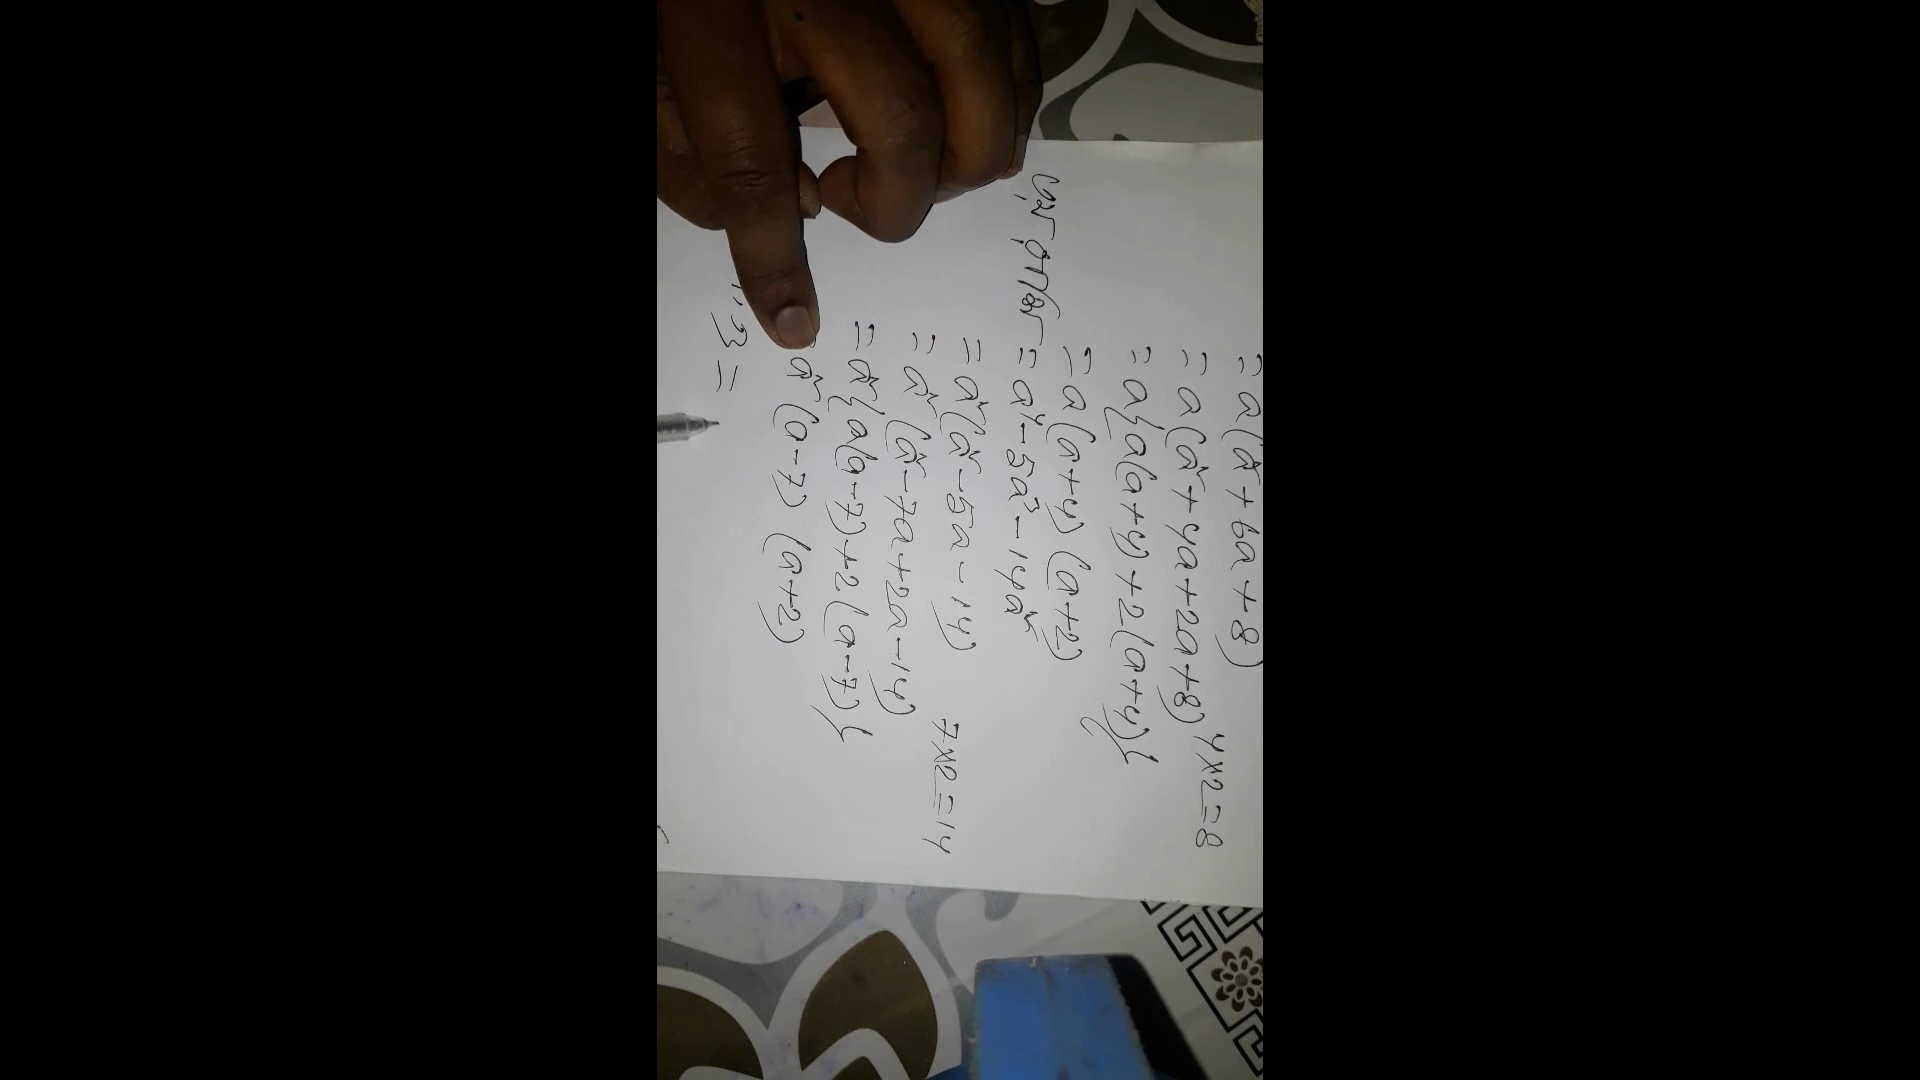 = a(a² + 6a + 8)
= a(a² + 4a + 2a + 8) 4×2=8
= a{a(a+4) + 2(a+4)}
= a(a+4) (a+2)
২য় রাশি = a⁴ - 5a³ - 14a²
= a²(a² - 5a - 14)
= a²(a² - 7a + 2a - 14) 7×2=14
= a²{a(a-7) + 2(a-7)}
a²(a-7) (a+2)
=